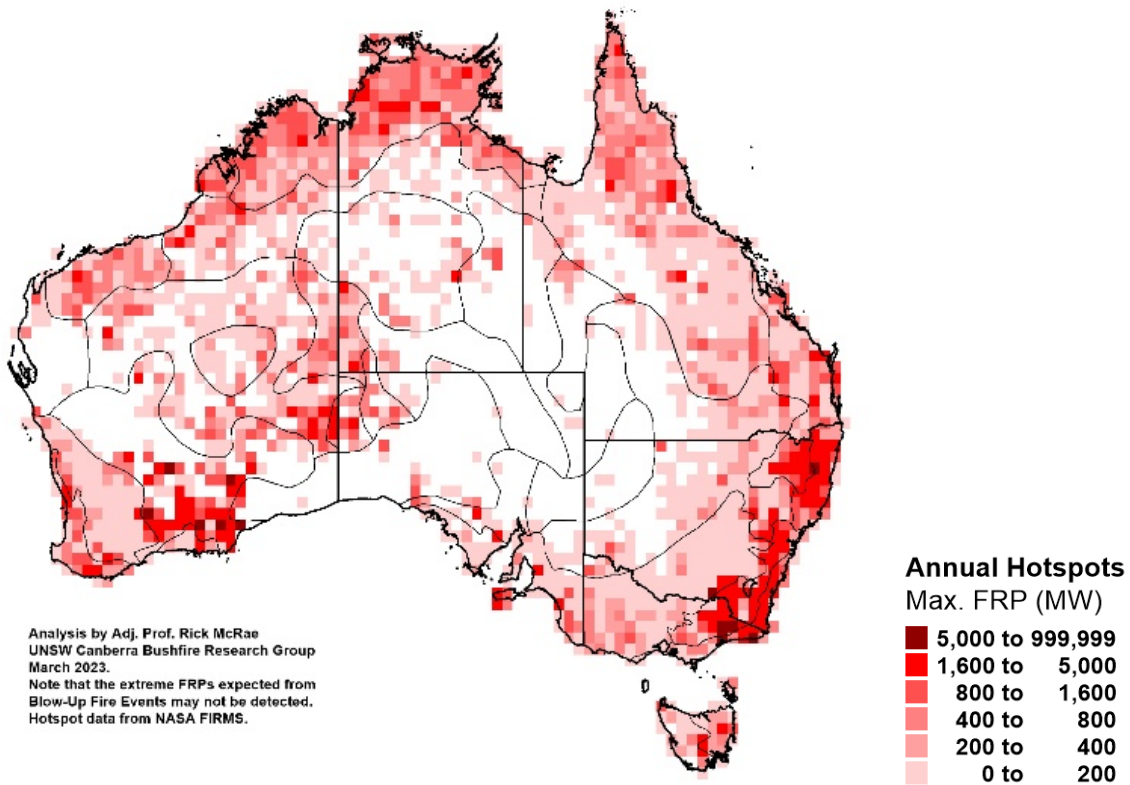 Annual Hotspots
Max. FRP (MW)
5,000 to 999,999
1,600 to 5,000
800 to 1,600
400 to 800
200 to 400
0 to 200
Analysis by Adj. Prof. Rick McRae
UNSW Canberra Bushfire Research Group
March 2023.
Note that the extreme FRPs expected from
Blow-Up Fire Events may not be detected.
Hotspot data from NASA FIRMS.